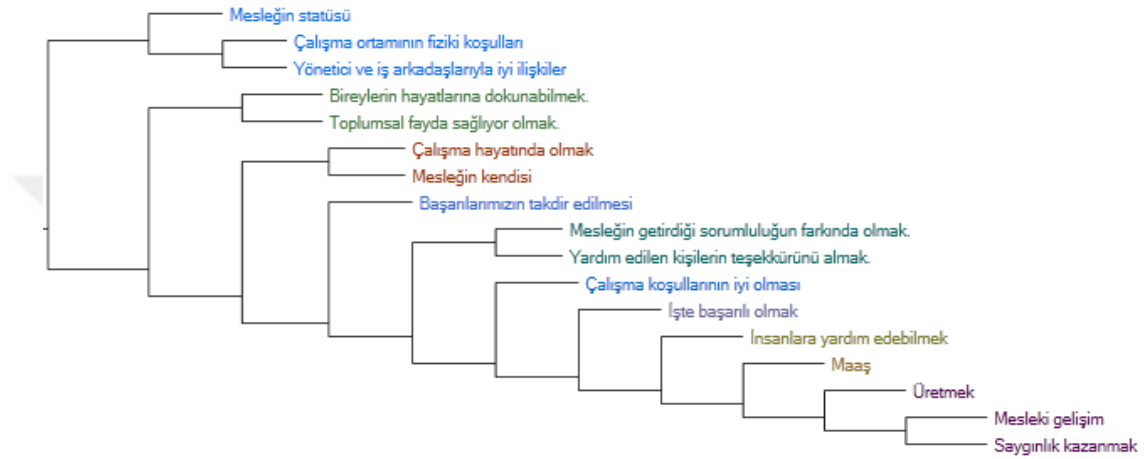 Mesleğin statüsü
Çalışma ortamının fiziki koşulları
Yönetici ve iş arkadaşlarıyla iyi ilişkiler
Bireylerin hayatlarına dokunabilmek.
Toplumsal fayda sağlıyor olmak.
Çalışma hayatında olmak
Mesleğin kendisi
Başarılarımızın takdir edilmesi
Mesleğin getirdiği sorumluluğun farkında olmak.
Yardım edilen kişilerin teşekkürünü almak.
Çalışma koşullarının iyi olması
İşte başarılı olmak
İnsanlara yardım edebilmek
Maaş
Üretmek
Mesleki gelişim
Saygınlık kazanmak